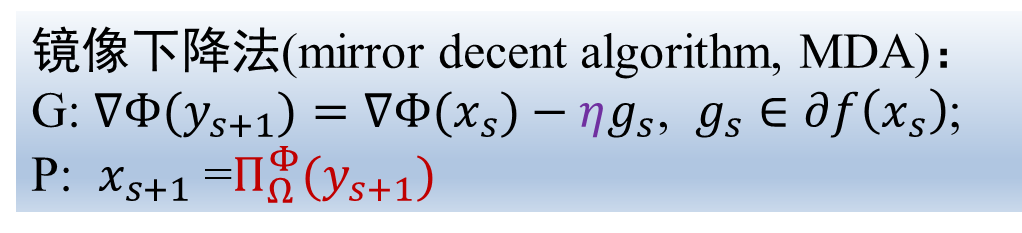 镜像下降法(mirror decent algorithm, MDA)：
G: ∇Φ(y_{s+1}) = ∇Φ(x_s) − ηg_s, g_s ∈ ∂f(x_s);
P: x_{s+1} =Π_Ω^Φ(y_{s+1})